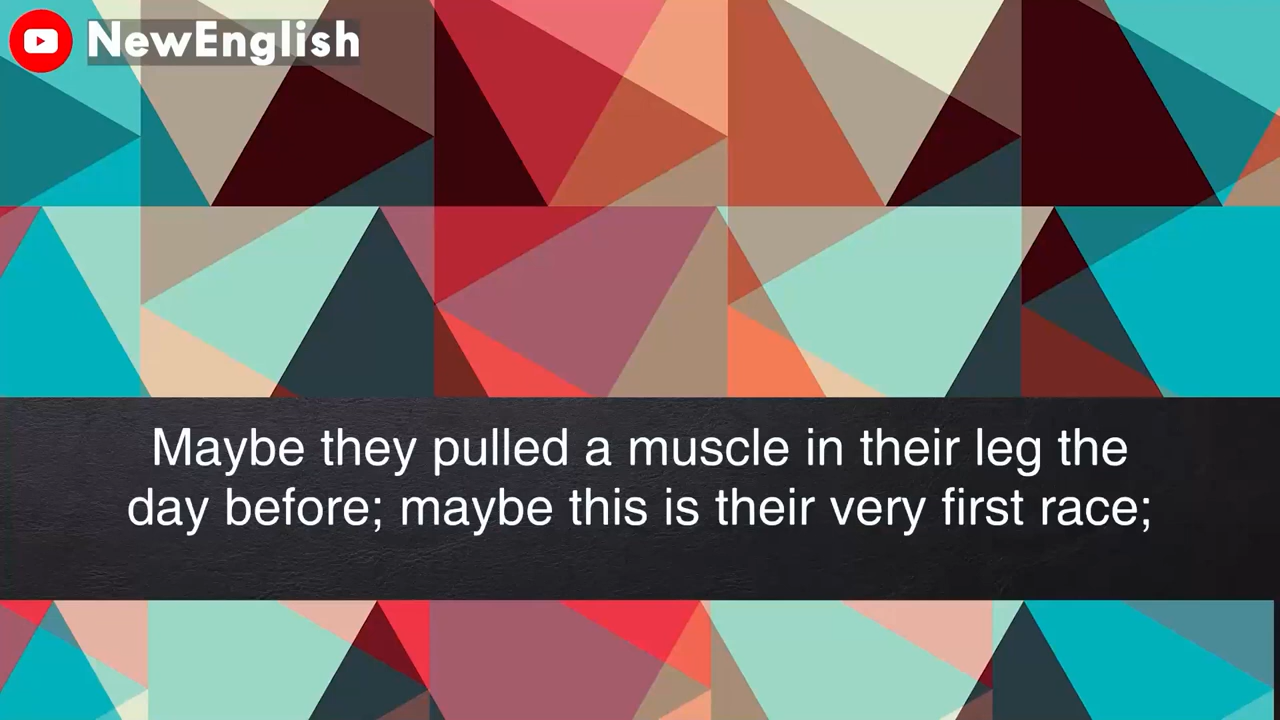 NewEnglish
Maybe they pulled a muscle in their leg the
day before; maybe this is their very first race;